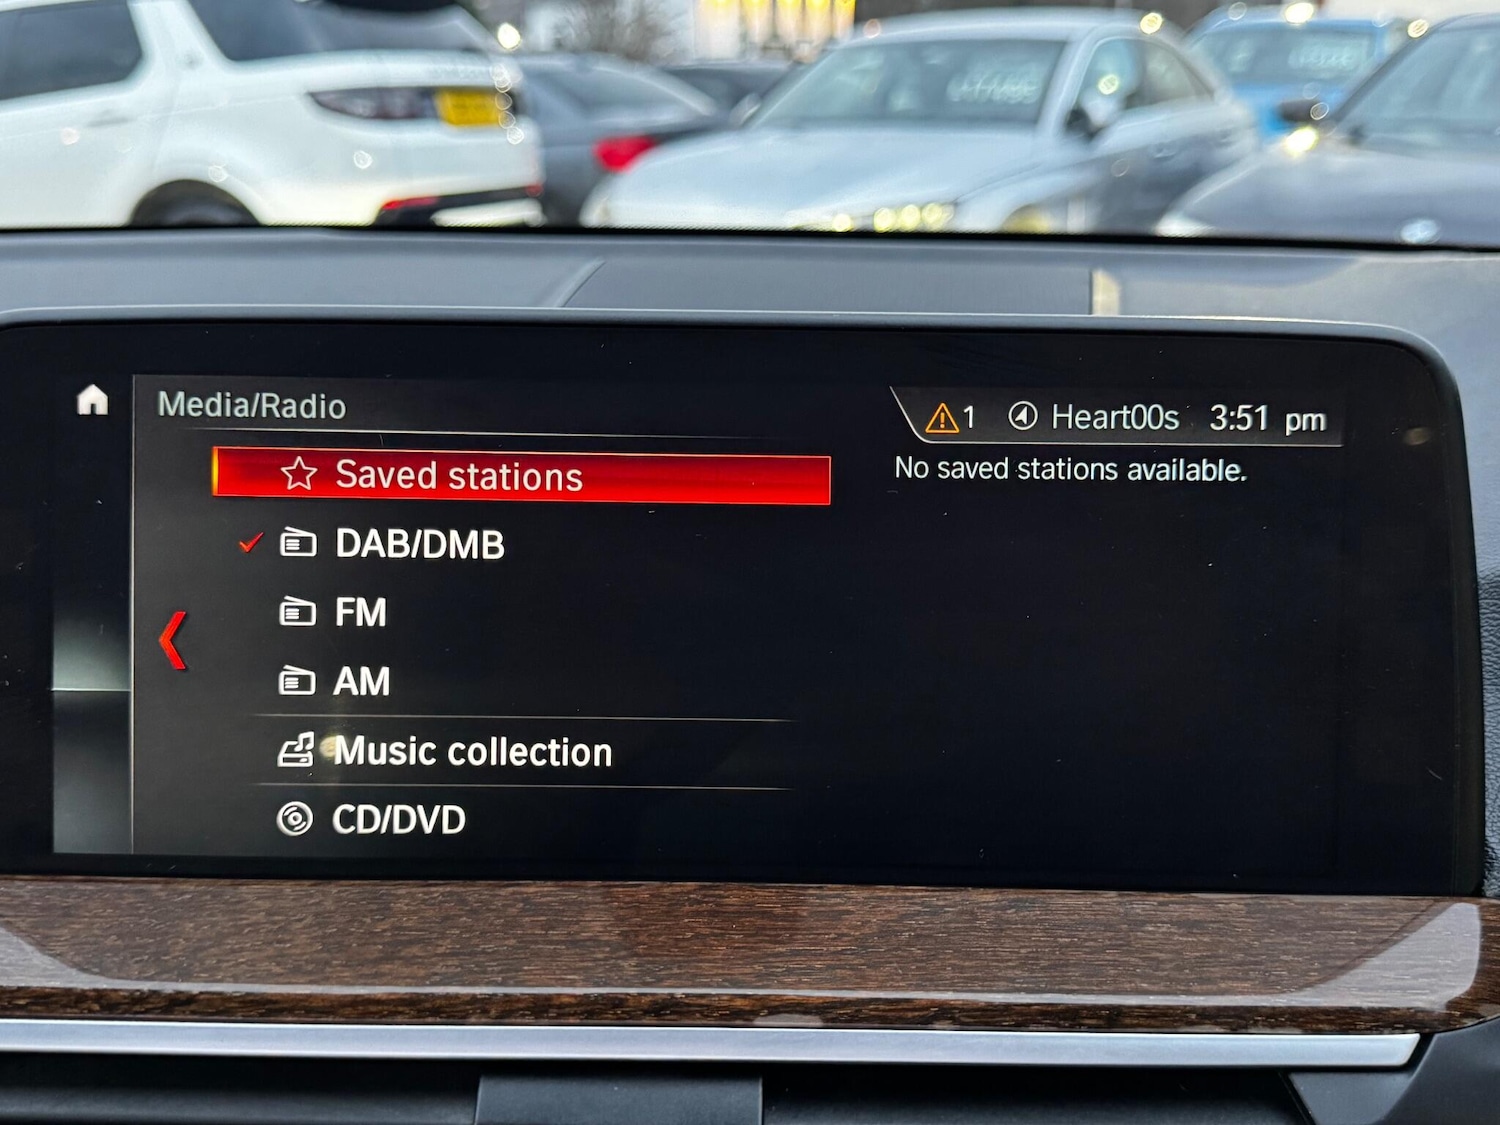 Media/Radio
1 Heart00s 3:51 pm
Saved stations
No saved stations available.
DAB/DMB
FM
AM
Music collection
CD/DVD